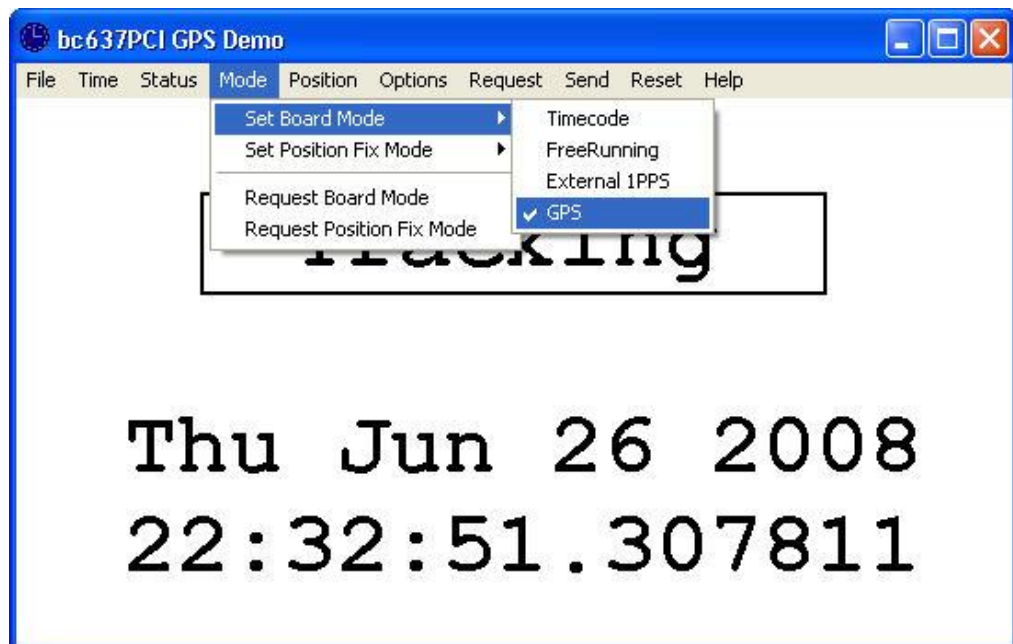 bc637PCI GPS Demo
File Time Status Mode Position Options Request Send Reset Help
Set Board Mode
Set Position Fix Mode
Request Board Mode
Request Position Fix Mode
Timecode
FreeRunning
External 1PPS
GPS
Tracking
Thu Jun 26 2008
22:32:51.307811